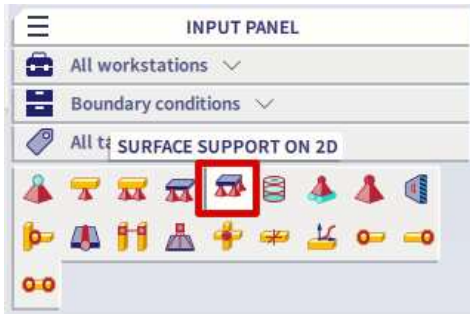 INPUT PANEL
All workstations
Boundary conditions
All ta
SURFACE SUPPORT ON 2D